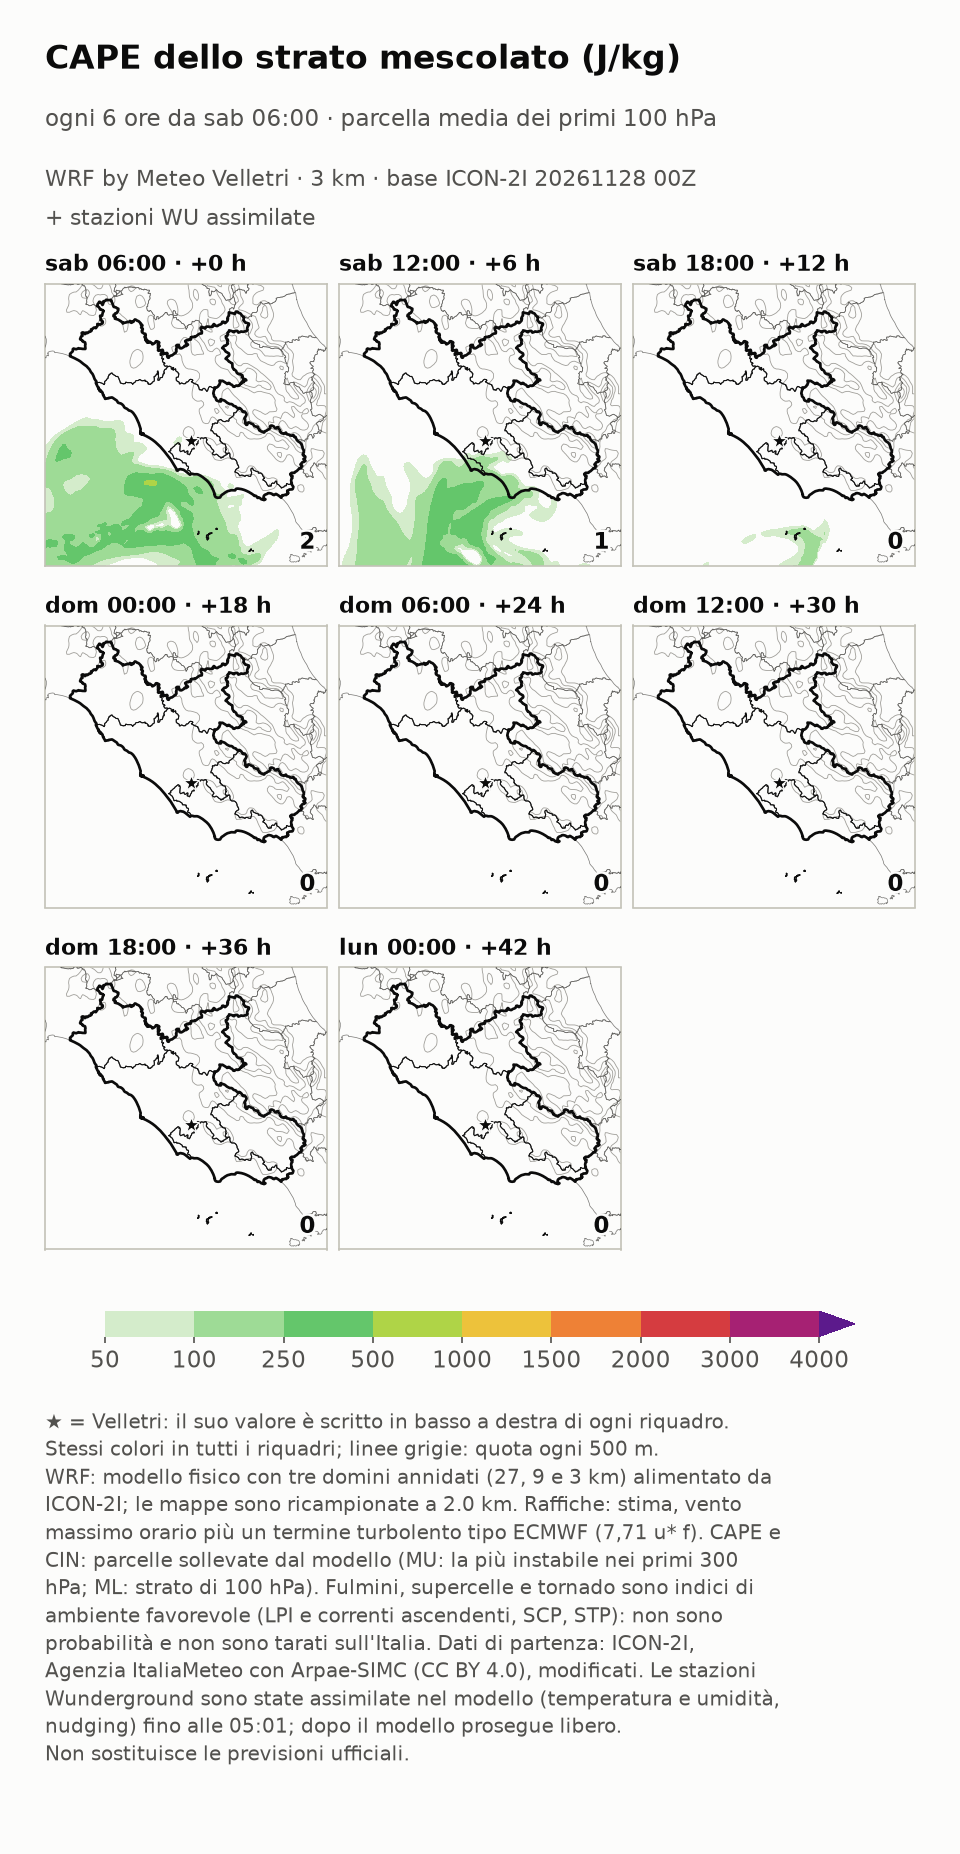 CAPE dello strato mescolato (J/kg)
ogni 6 ore da sab 06:00 · parcella media dei primi 100 hPa
WRF by Meteo Velletri · 3 km · base ICON-2I 20261128 00Z
+ stazioni WU assimilate
sab 06:00 · +0 h
sab 12:00 · +6 h
sab 18:00 · +12 h
2
1
0
dom 00:00 · +18 h
dom 06:00 · +24 h
dom 12:00 · +30 h
0
0
0
dom 18:00 · +36 h
lun 00:00 · +42 h
0
0
50 100 250 500 1000 1500 2000 3000 4000
★ = Velletri: il suo valore è scritto in basso a destra di ogni riquadro.
Stessi colori in tutti i riquadri; linee grigie: quota ogni 500 m.
WRF: modello fisico con tre domini annidati (27, 9 e 3 km) alimentato da
ICON-2I; le mappe sono ricampionate a 2.0 km. Raffiche: stima, vento
massimo orario più un termine turbolento tipo ECMWF (7,71 u* f). CAPE e
CIN: parcelle sollevate dal modello (MU: la più instabile nei primi 300
hPa; ML: strato di 100 hPa). Fulmini, supercelle e tornado sono indici di
ambiente favorevole (LPI e correnti ascendenti, SCP, STP): non sono
probabilità e non sono tarati sull'Italia. Dati di partenza: ICON-2I,
Agenzia ItaliaMeteo con Arpae-SIMC (CC BY 4.0), modificati. Le stazioni
Wunderground sono state assimilate nel modello (temperatura e umidità,
nudging) fino alle 05:01; dopo il modello prosegue libero.
Non sostituisce le previsioni ufficiali.